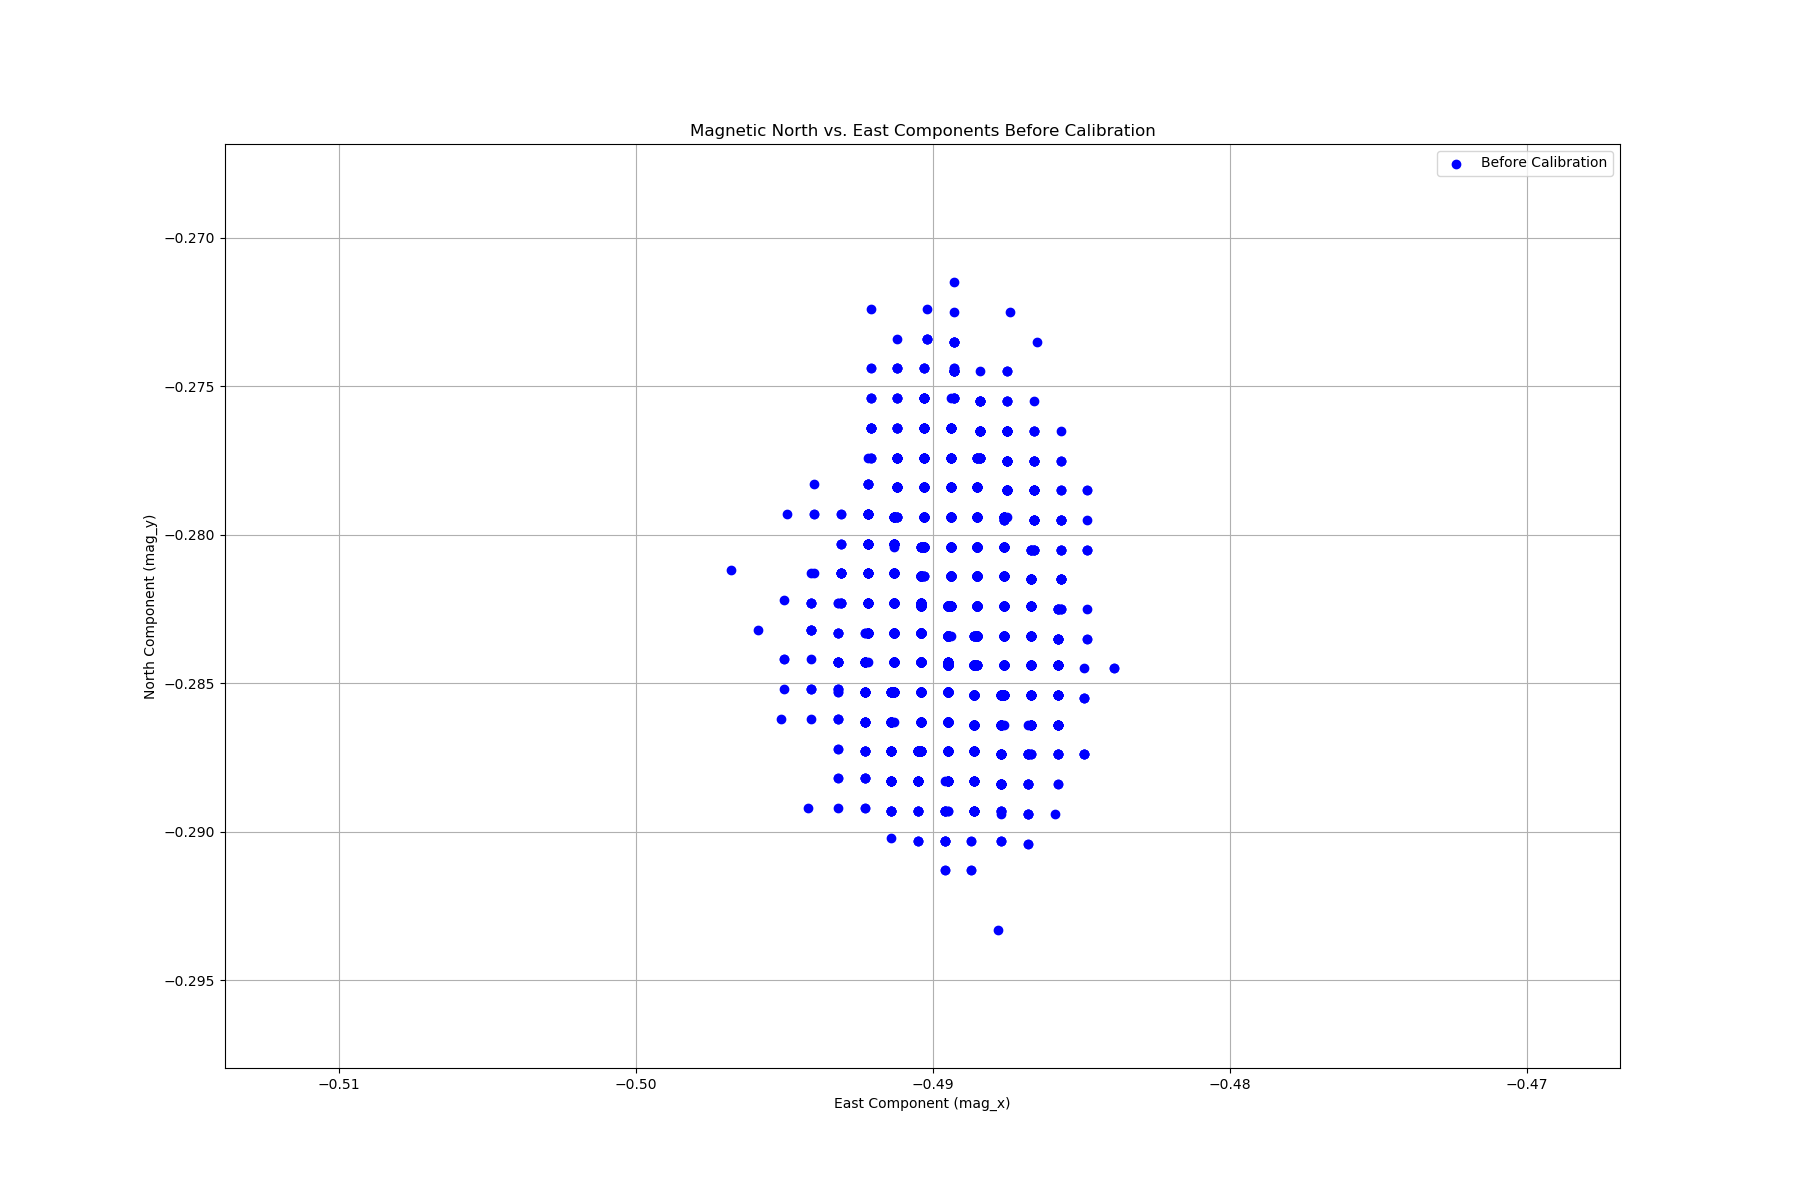 Magnetic North vs. East Components Before Calibration
Before Calibration
−0.270
−0.275
−0.280
−0.285
−0.290
−0.295
North Component (mag_y)
−0.51
−0.50
−0.49
−0.48
−0.47
East Component (mag_x)